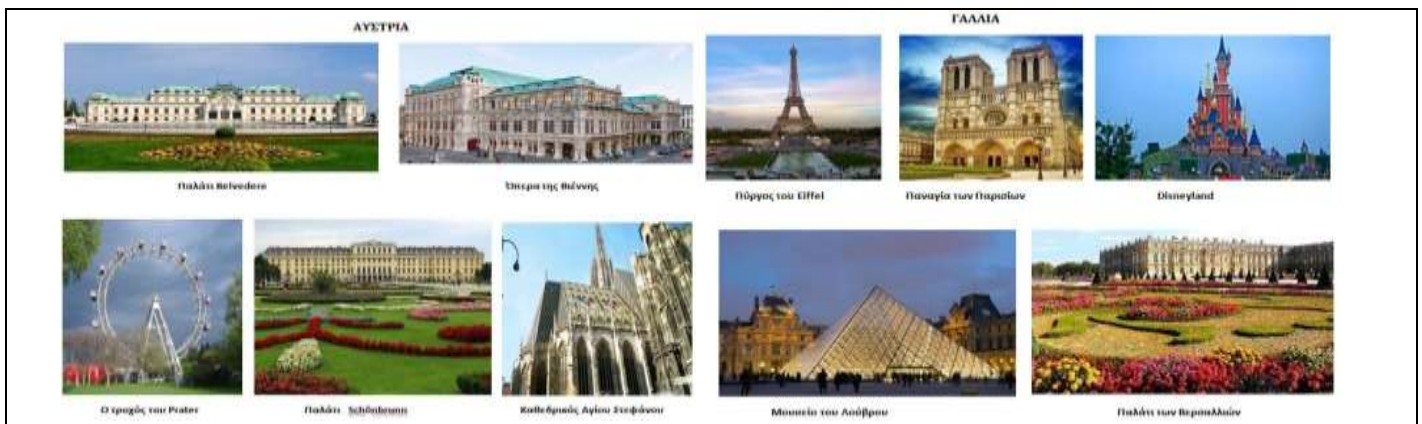 ΑΥΣΤΡΙΑ
Παλάτι Belvedere
Όπερα της Βιέννης
Ο τροχός του Prater
Παλάτι Schönbrunn
Καθεδρικός Αγίου Στεφάνου
ΓΑΛΛΙΑ
Πύργος του Eiffel
Παναγία των Παρισίων
Disneyland
Μουσείο του Λούβρου
Παλάτι των Βερσαλλιών